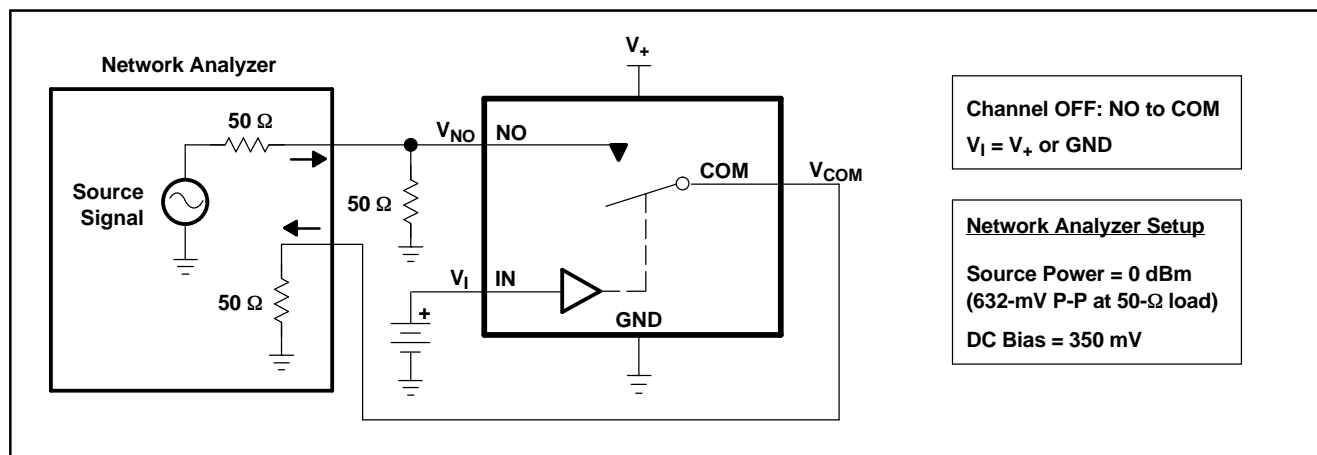 V+
Network Analyzer
50 Ω
VNO
NO
COM
VCOM
Source
Signal
50 Ω
50 Ω
VI
IN
+
GND
Channel OFF: NO to COM
VI = V+ or GND
Network Analyzer Setup
Source Power = 0 dBm
(632-mV P-P at 50-Ω load)
DC Bias = 350 mV